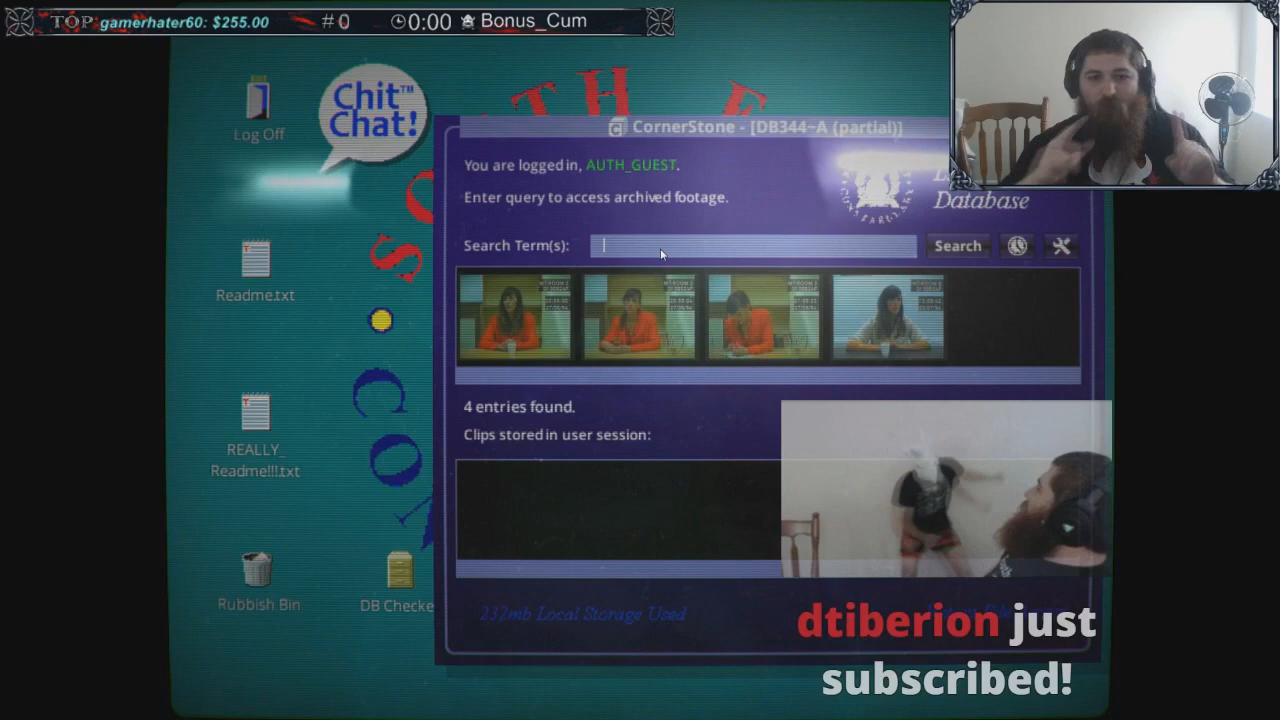 TOP: gamerhater60: $255.00 #0 0:00 Bonus_Cum
Log Off
Chit Chat!™
THE
CornerStone - [DB344~A (partial)]
You are logged in, AUTH_GUEST.
Enter query to access archived footage.
Database
Search Term(s):
Search
Readme.txt
4 entries found.
Clips stored in user session:
REALLY_
Readme!!!.txt
Rubbish Bin
DB Checke
232mb Local Storage Used
dtiberion just
subscribed!